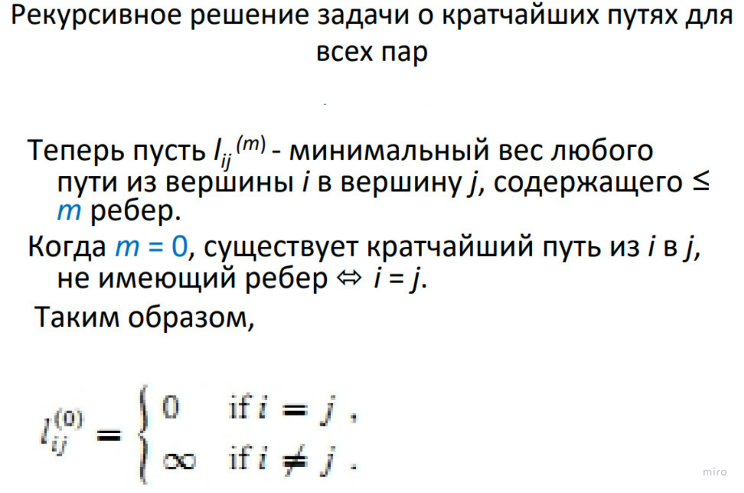 Рекурсивное решение задачи о кратчайших путях для
всех пар
Теперь пусть lᵢⱼ⁽ᵐ⁾ - минимальный вес любого
пути из вершины i в вершину j, содержащего ≤
m ребер.
Когда m = 0, существует кратчайший путь из i в j,
не имеющий ребер ⇔ i = j.
Таким образом,
lᵢⱼ⁽⁰⁾ = { 0 if i = j ,
∞ if i ≠ j .
miro